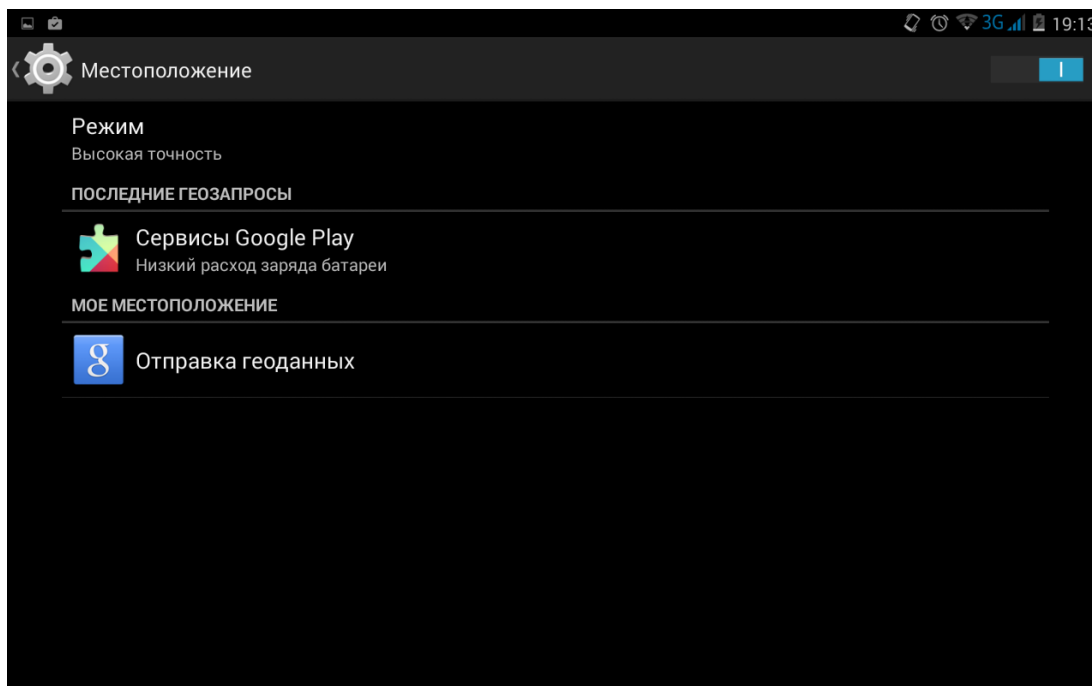 3G 19:13
Местоположение
Режим
Высокая точность
ПОСЛЕДНИЕ ГЕОЗАПРОСЫ
Сервисы Google Play
Низкий расход заряда батареи
МОЕ МЕСТОПОЛОЖЕНИЕ
g Отправка геоданных